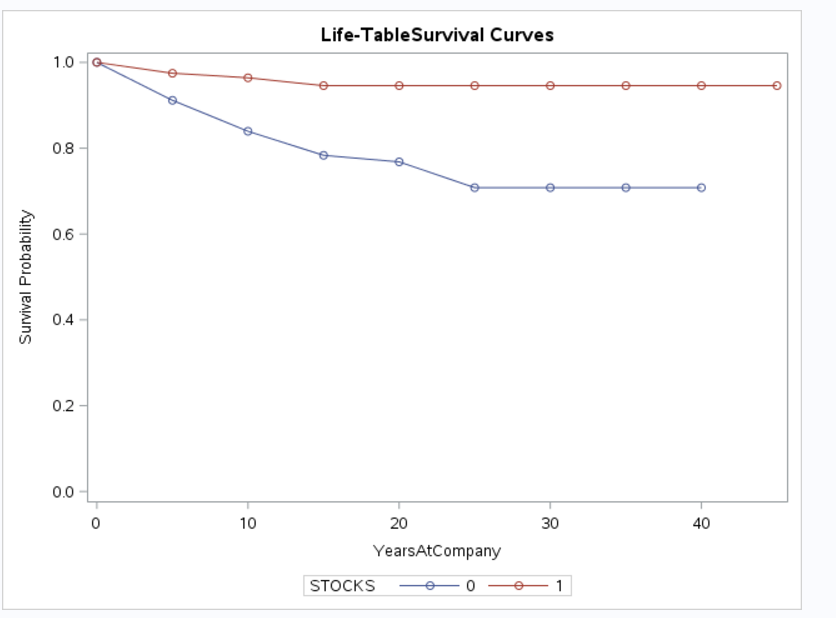 Life-TableSurvival Curves
1.0
0.8
0.6
0.4
0.2
0.0
Survival Probability
0 10 20 30 40
YearsAtCompany
STOCKS 0 1